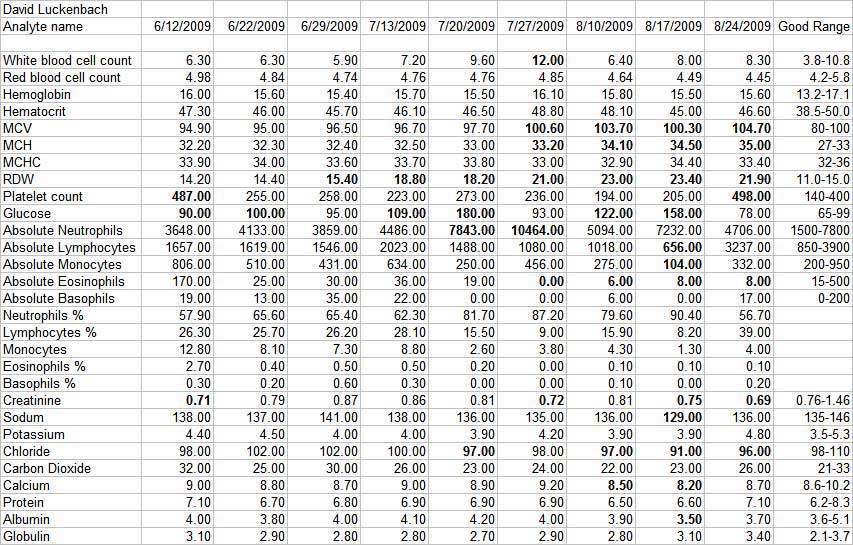 David Luckenbach
Analyte name 6/12/2009 6/22/2009 6/29/2009 7/13/2009 7/20/2009 7/27/2009 8/10/2009 8/17/2009 8/24/2009 Good Range
White blood cell count 6.30 6.30 5.90 7.20 9.60 12.00 6.40 8.00 8.30 3.8-10.8
Red blood cell count 4.98 4.84 4.74 4.76 4.76 4.85 4.64 4.49 4.45 4.2-5.8
Hemoglobin 16.00 15.60 15.40 15.70 15.50 16.10 15.80 15.50 15.60 13.2-17.1
Hematocrit 47.30 46.00 45.70 46.10 46.50 48.80 48.10 45.00 46.60 38.5-50.0
MCV 94.90 95.00 96.50 96.70 97.70 100.60 103.70 100.30 104.70 80-100
MCH 32.20 32.30 32.40 32.50 33.00 33.20 34.10 34.50 35.00 27-33
MCHC 33.90 34.00 33.60 33.70 33.80 33.00 32.90 34.40 33.40 32-36
RDW 14.20 14.40 15.40 18.80 18.20 21.00 23.00 23.40 21.90 11.0-15.0
Platelet count 487.00 255.00 258.00 223.00 273.00 236.00 194.00 205.00 498.00 140-400
Glucose 90.00 100.00 95.00 109.00 180.00 93.00 122.00 158.00 78.00 65-99
Absolute Neutrophils 3648.00 4133.00 3859.00 4486.00 7843.00 10464.00 5094.00 7232.00 4706.00 1500-7800
Absolute Lymphocytes 1657.00 1619.00 1546.00 2023.00 1488.00 1080.00 1018.00 656.00 3237.00 850-3900
Absolute Monocytes 806.00 510.00 431.00 634.00 250.00 456.00 275.00 104.00 332.00 200-950
Absolute Eosinophils 170.00 25.00 30.00 36.00 19.00 0.00 6.00 8.00 8.00 15-500
Absolute Basophils 19.00 13.00 35.00 22.00 0.00 0.00 6.00 0.00 17.00 0-200
Neutrophils % 57.90 65.60 65.40 62.30 81.70 87.20 79.60 90.40 56.70
Lymphocytes % 26.30 25.70 26.20 28.10 15.50 9.00 15.90 8.20 39.00
Monocytes 12.80 8.10 7.30 8.80 2.60 3.80 4.30 1.30 4.00
Eosinophils % 2.70 0.40 0.50 0.50 0.20 0.00 0.10 0.10 0.10
Basophils % 0.30 0.20 0.60 0.30 0.00 0.00 0.10 0.00 0.20
Creatinine 0.71 0.79 0.87 0.86 0.81 0.72 0.81 0.75 0.69 0.76-1.46
Sodum 138.00 137.00 141.00 138.00 136.00 135.00 136.00 129.00 136.00 135-146
Potassium 4.40 4.50 4.00 4.00 3.90 4.20 3.90 3.90 4.80 3.5-5.3
Chloride 98.00 102.00 102.00 100.00 97.00 98.00 97.00 91.00 96.00 98-110
Carbon Dioxide 32.00 25.00 30.00 26.00 23.00 24.00 22.00 23.00 26.00 21-33
Calcium 9.00 8.80 8.70 9.00 8.90 9.20 8.50 8.20 8.70 8.6-10.2
Protein 7.10 6.70 6.80 6.90 6.90 6.90 6.50 6.60 7.10 6.2-8.3
Albumin 4.00 3.80 4.00 4.10 4.20 4.00 3.90 3.50 3.70 3.6-5.1
Globulin 3.10 2.90 2.80 2.80 2.70 2.90 2.80 3.10 3.40 2.1-3.7